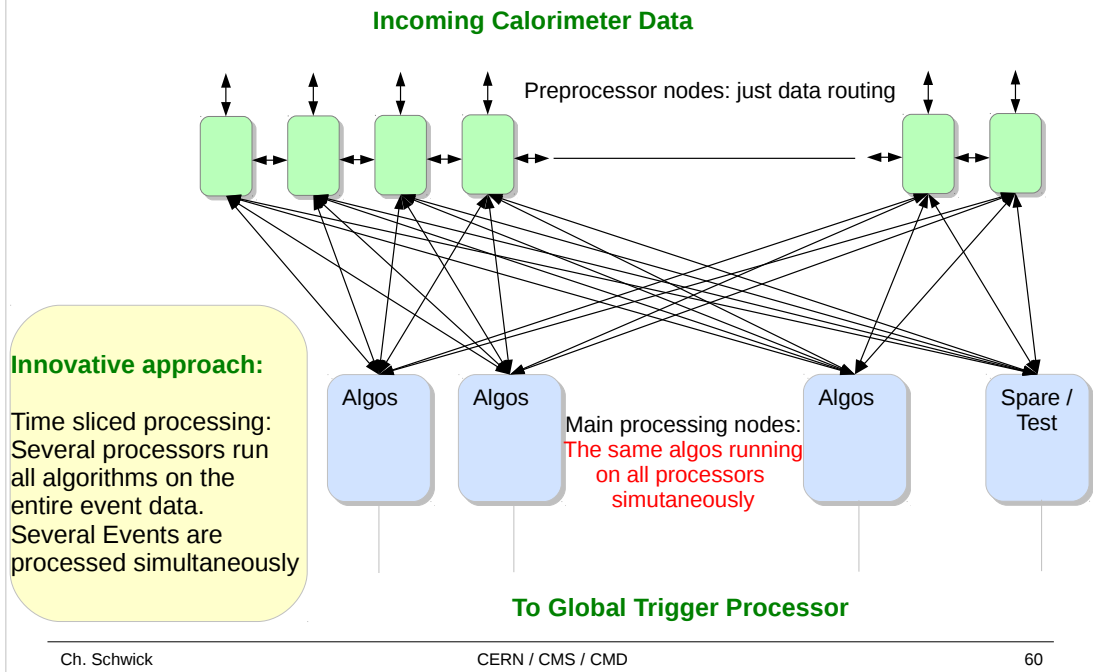 Incoming Calorimeter Data
Preprocessor nodes: just data routing
Innovative approach:
Time sliced processing:
Several processors run
all algorithms on the
entire event data.
Several Events are
processed simultaneously
Algos
Algos
Main processing nodes:
The same algos running
on all processors
simutaneously
Algos
Spare /
Test
To Global Trigger Processor
Ch. Schwick
CERN / CMS / CMD
60